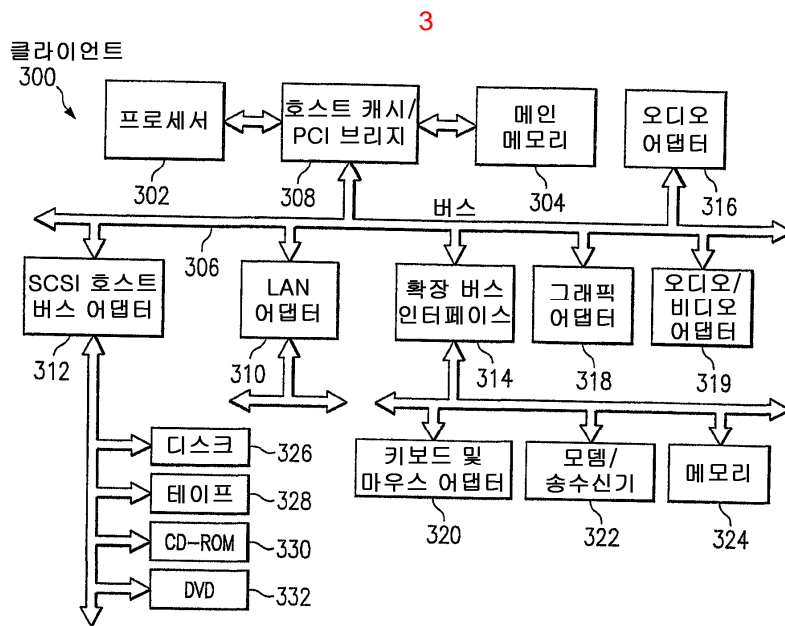 3
클라이언트
300
프로세서
302
호스트 캐시/
PCI 브리지
308
메인
메모리
304
오디오
어댑터
316
버스
306
SCSI 호스트
버스 어댑터
312
LAN
어댑터
310
확장 버스
인터페이스
314
그래픽
어댑터
318
오디오/
비디오
어댑터
319
디스크
326
테이프
328
CD-ROM
330
DVD
332
키보드 및
마우스 어댑터
320
모뎀/
송수신기
322
메모리
324